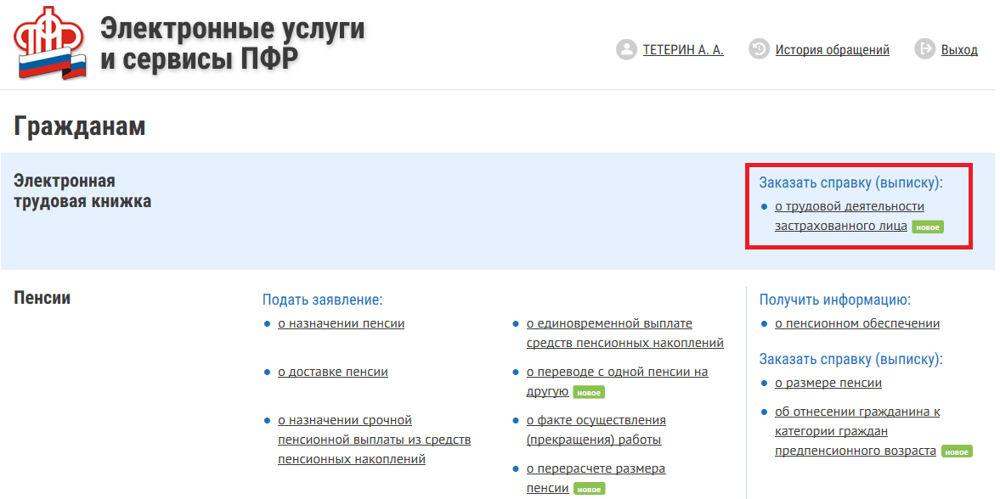 Электронные услуги
и сервисы ПФР
ТЕТЕРИН А. А.
История обращений
Выход
Гражданам
Электронная
трудовая книжка
Заказать справку (выписку):
о трудовой деятельности
застрахованного лица новое
Пенсии
Подать заявление:
о назначении пенсии
о доставке пенсии
о назначении срочной
пенсионной выплаты из средств
пенсионных накоплений
о единовременной выплате
средств пенсионных накоплений
о переводе с одной пенсии на
другую новое
о факте осуществления
(прекращения) работы
о перерасчете размера
пенсии новое
Получить информацию:
о пенсионном обеспечении
Заказать справку (выписку):
о размере пенсии
об отнесении гражданина к
категории граждан
предпенсионного возраста новое